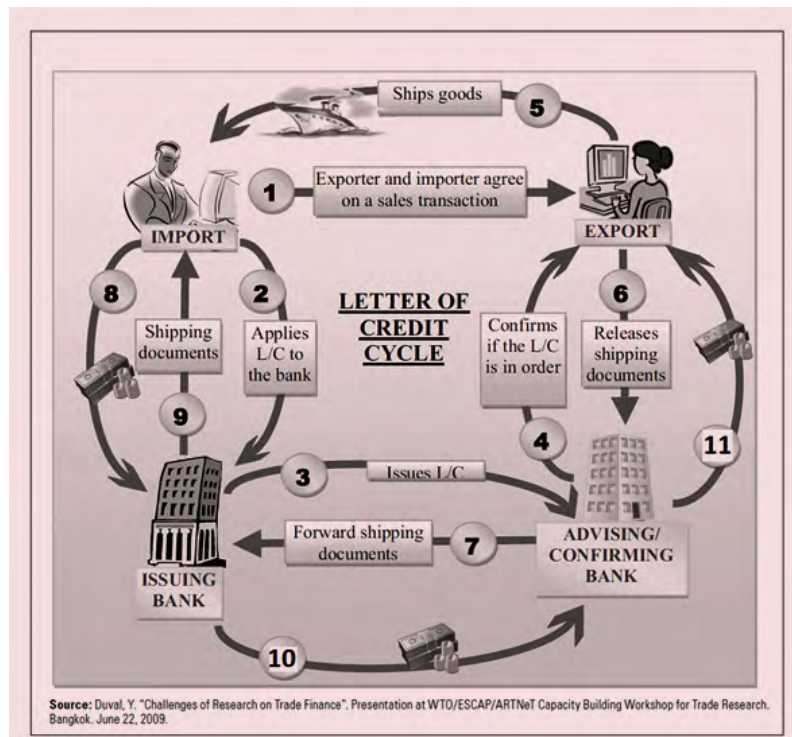 Ships goods
5
1
Exporter and importer agree
on a sales transaction
IMPORT
EXPORT
8
2
6
11
LETTER OF
CREDIT
CYCLE
Shipping
documents
Applies
L/C to
the bank
Confirms
if the L/C
is in order
Releases
shipping
documents
9
4
3
Issues L/C
Forward shipping
documents
7
ISSUING
BANK
ADVISING/
CONFIRMING
BANK
10
Source: Duval, Y. "Challenges of Research on Trade Finance". Presentation at WTO/ESCAP/ARTNeT Capacity Building Workshop for Trade Research.
Bangkok. June 22, 2009.